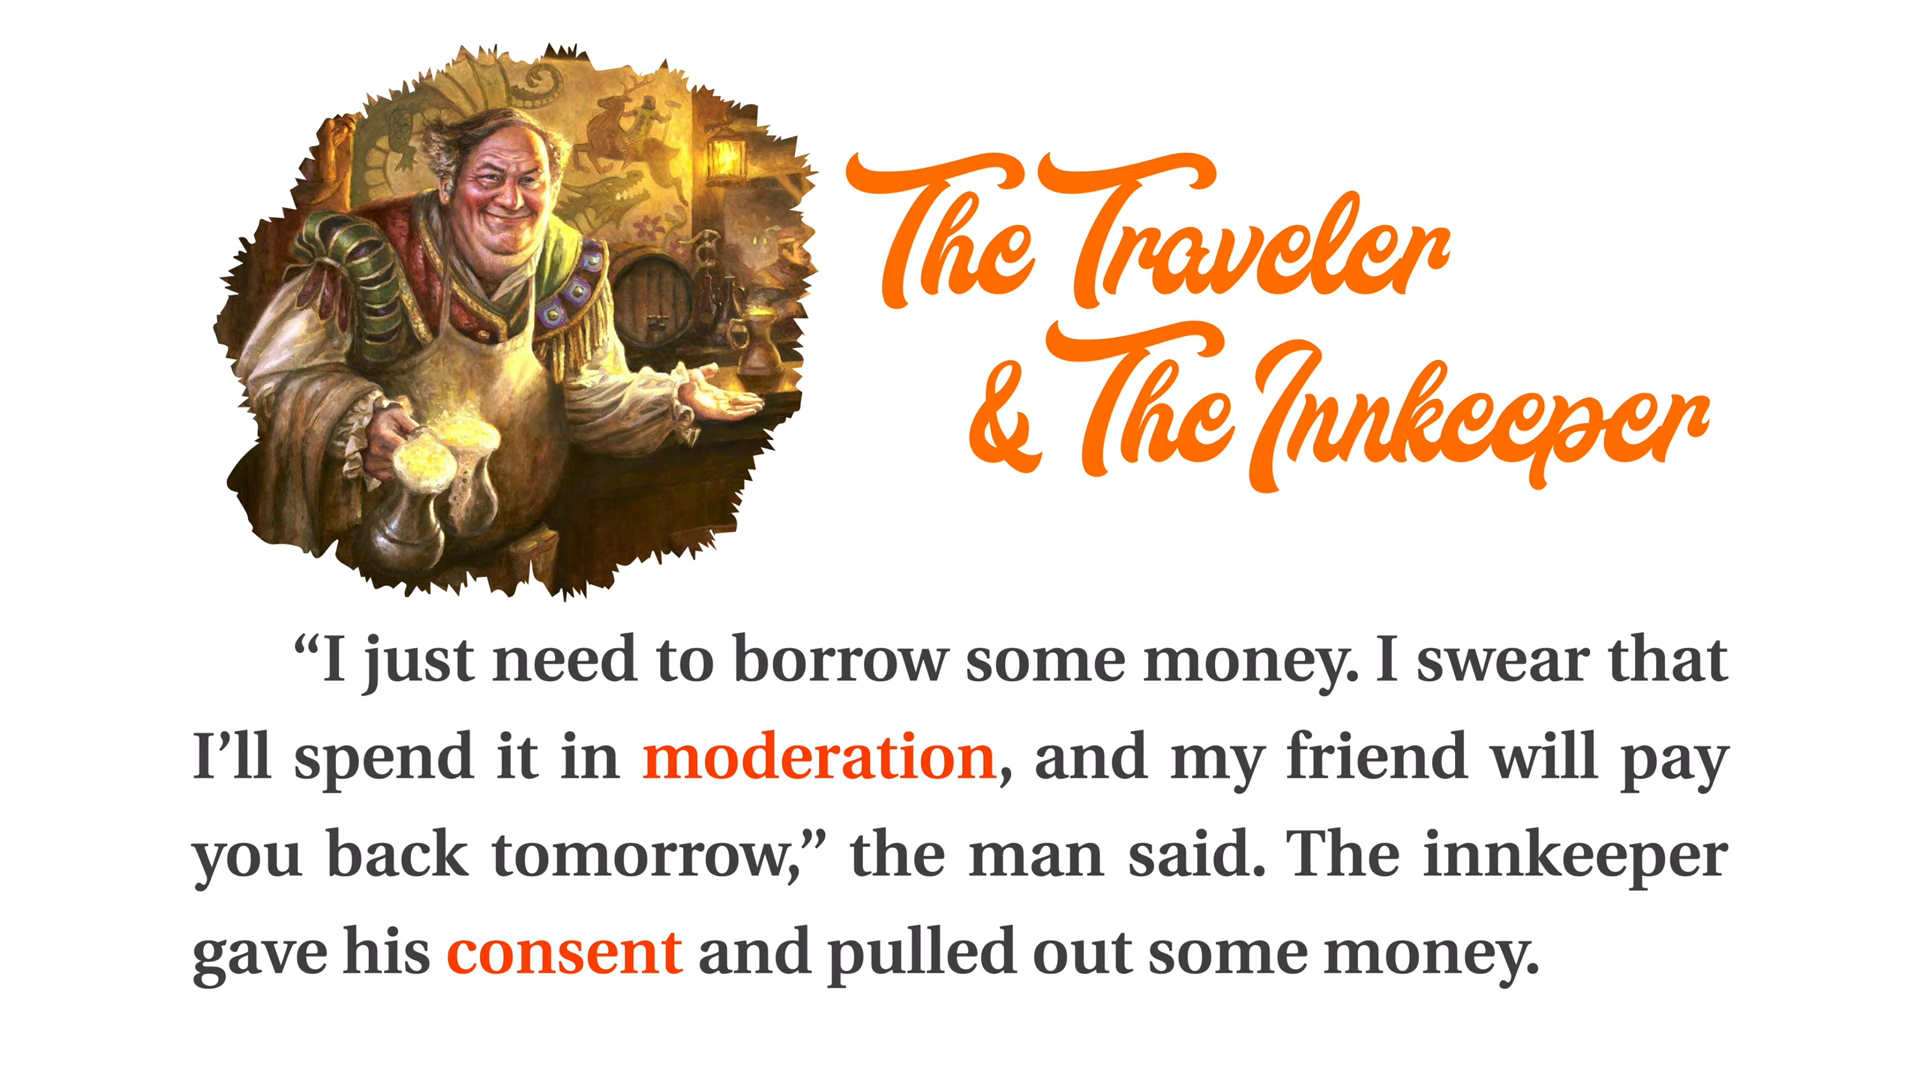 The Traveler
& The Innkeeper
“I just need to borrow some money. I swear that
I’ll spend it in moderation, and my friend will pay
you back tomorrow,” the man said. The innkeeper
gave his consent and pulled out some money.